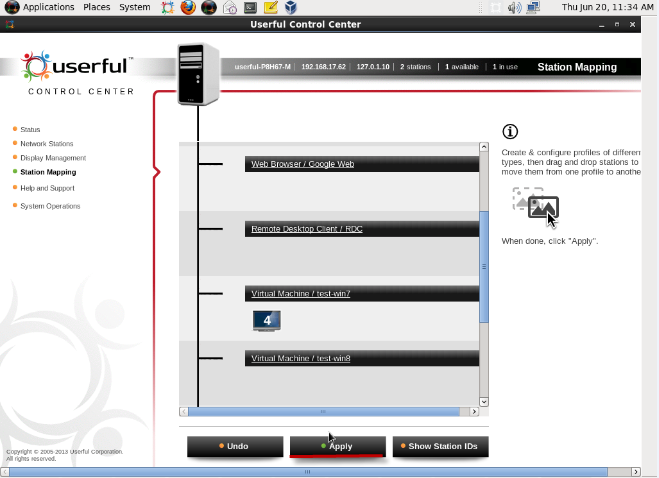 Applications Places System
Thu Jun 20, 11:34 AM
Userful Control Center
userful™
CONTROL CENTER
userful-P8H67-M | 192.168.17.62 | 127.0.1.10 | 2 stations | 1 available | 1 in use
Station Mapping
Status
Network Stations
Display Management
Station Mapping
Help and Support
System Operations
Web Browser / Google Web
Remote Desktop Client / RDC
Virtual Machine / test-win7
4
Virtual Machine / test-win8
Create & configure profiles of differen
types, then drag and drop stations to
move them from one profile to anothe
When done, click "Apply".
Undo
Apply
Show Station IDs
Copyright © 2005-2013 Userful Corporation.
All rights reserved.